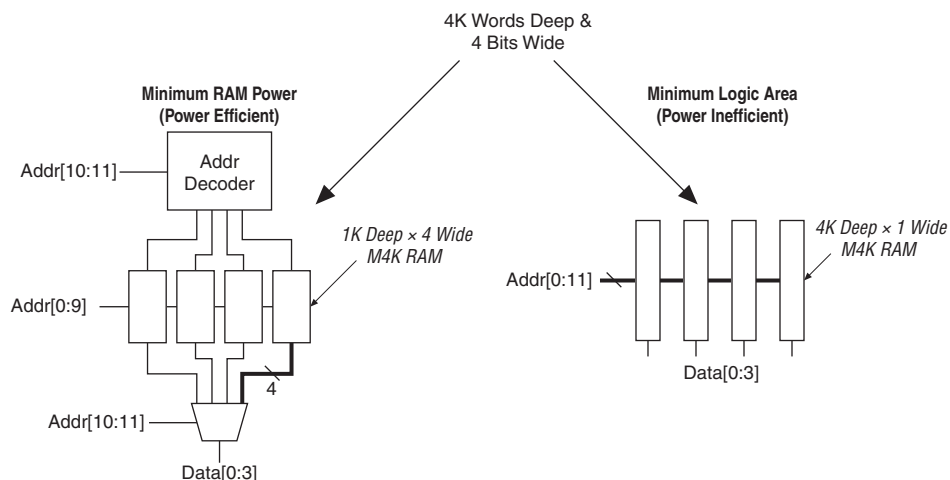 4K Words Deep &
4 Bits Wide
Minimum RAM Power
(Power Efficient)
Addr[10:11]
Addr
Decoder
1K Deep × 4 Wide
M4K RAM
Addr[0:9]
4
Addr[10:11]
Data[0:3]
Minimum Logic Area
(Power Inefficient)
4K Deep × 1 Wide
M4K RAM
Addr[0:11]
Data[0:3]